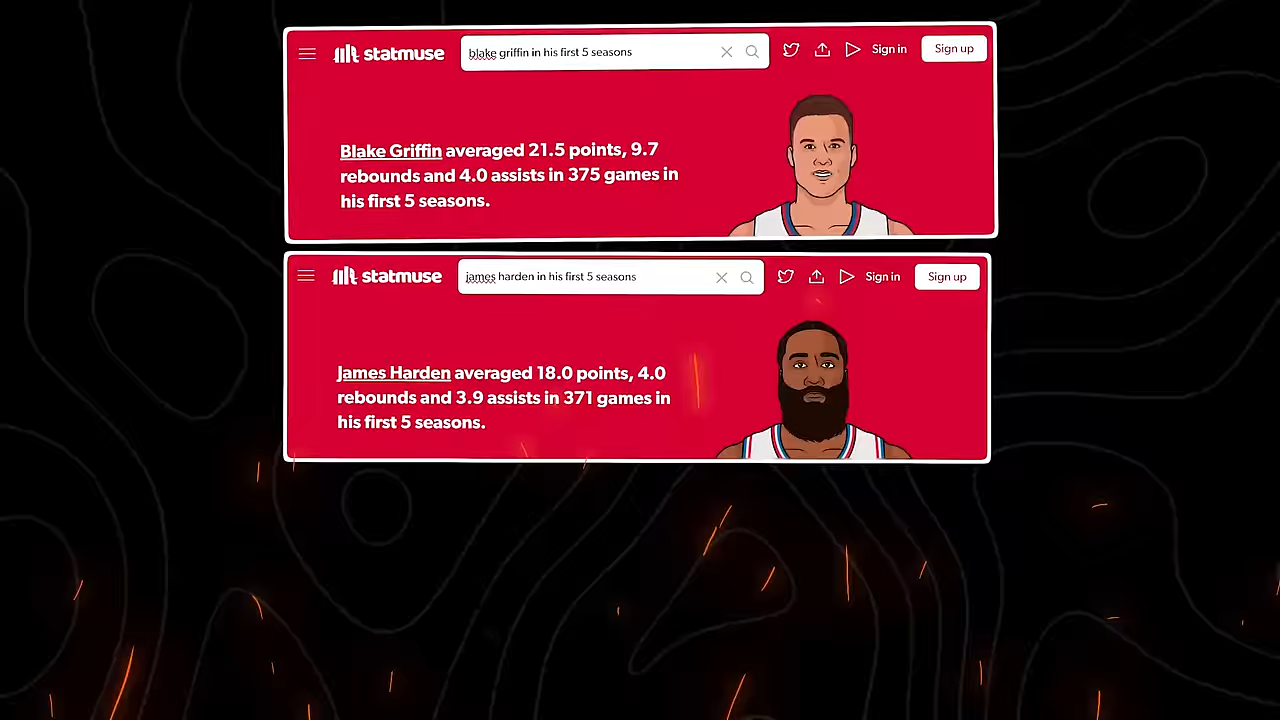 statmuse
blake griffin in his first 5 seasons
Sign in
Sign up
Blake Griffin averaged 21.5 points, 9.7
rebounds and 4.0 assists in 375 games in
his first 5 seasons.
statmuse
james harden in his first 5 seasons
Sign in
Sign up
James Harden averaged 18.0 points, 4.0
rebounds and 3.9 assists in 371 games in
his first 5 seasons.